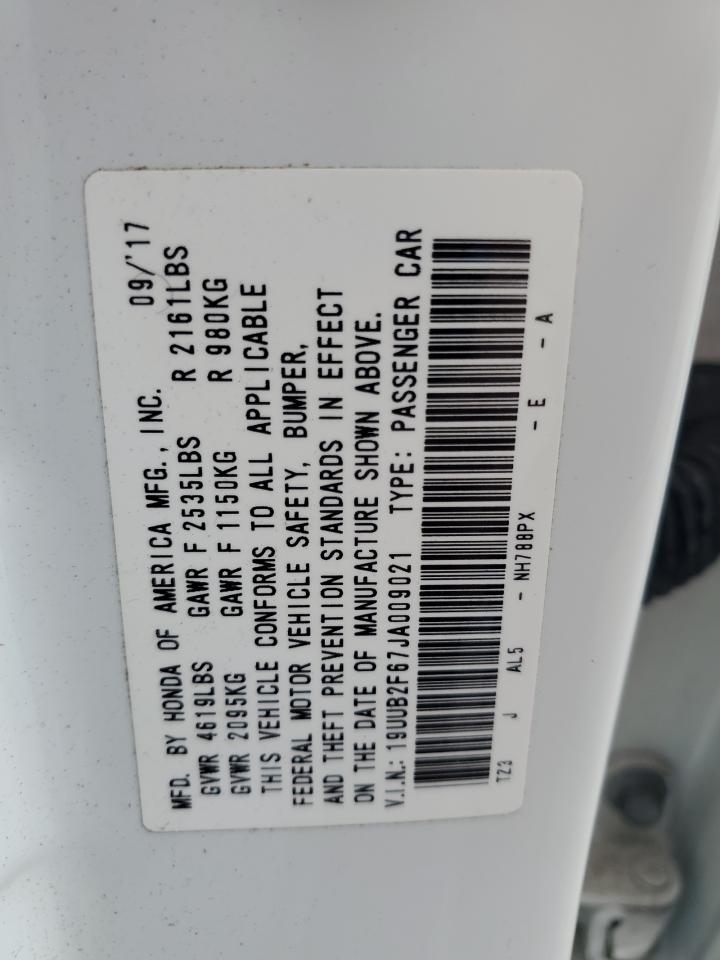 MFD. BY HONDA OF AMERICA MFG., INC. 09/'17
GVWR 4619LBS GAWR F 2535LBS R 2161LBS
GVWR 2095KG GAWR F 1150KG R 980KG
THIS VEHICLE CONFORMS TO ALL APPLICABLE
FEDERAL MOTOR VEHICLE SAFETY, BUMPER,
AND THEFT PREVENTION STANDARDS IN EFFECT
ON THE DATE OF MANUFACTURE SHOWN ABOVE.
V.I.N.: 19UUB2F67JA009021 TYPE: PASSENGER CAR
TZ3 J AL5 - NH788PX - E - A